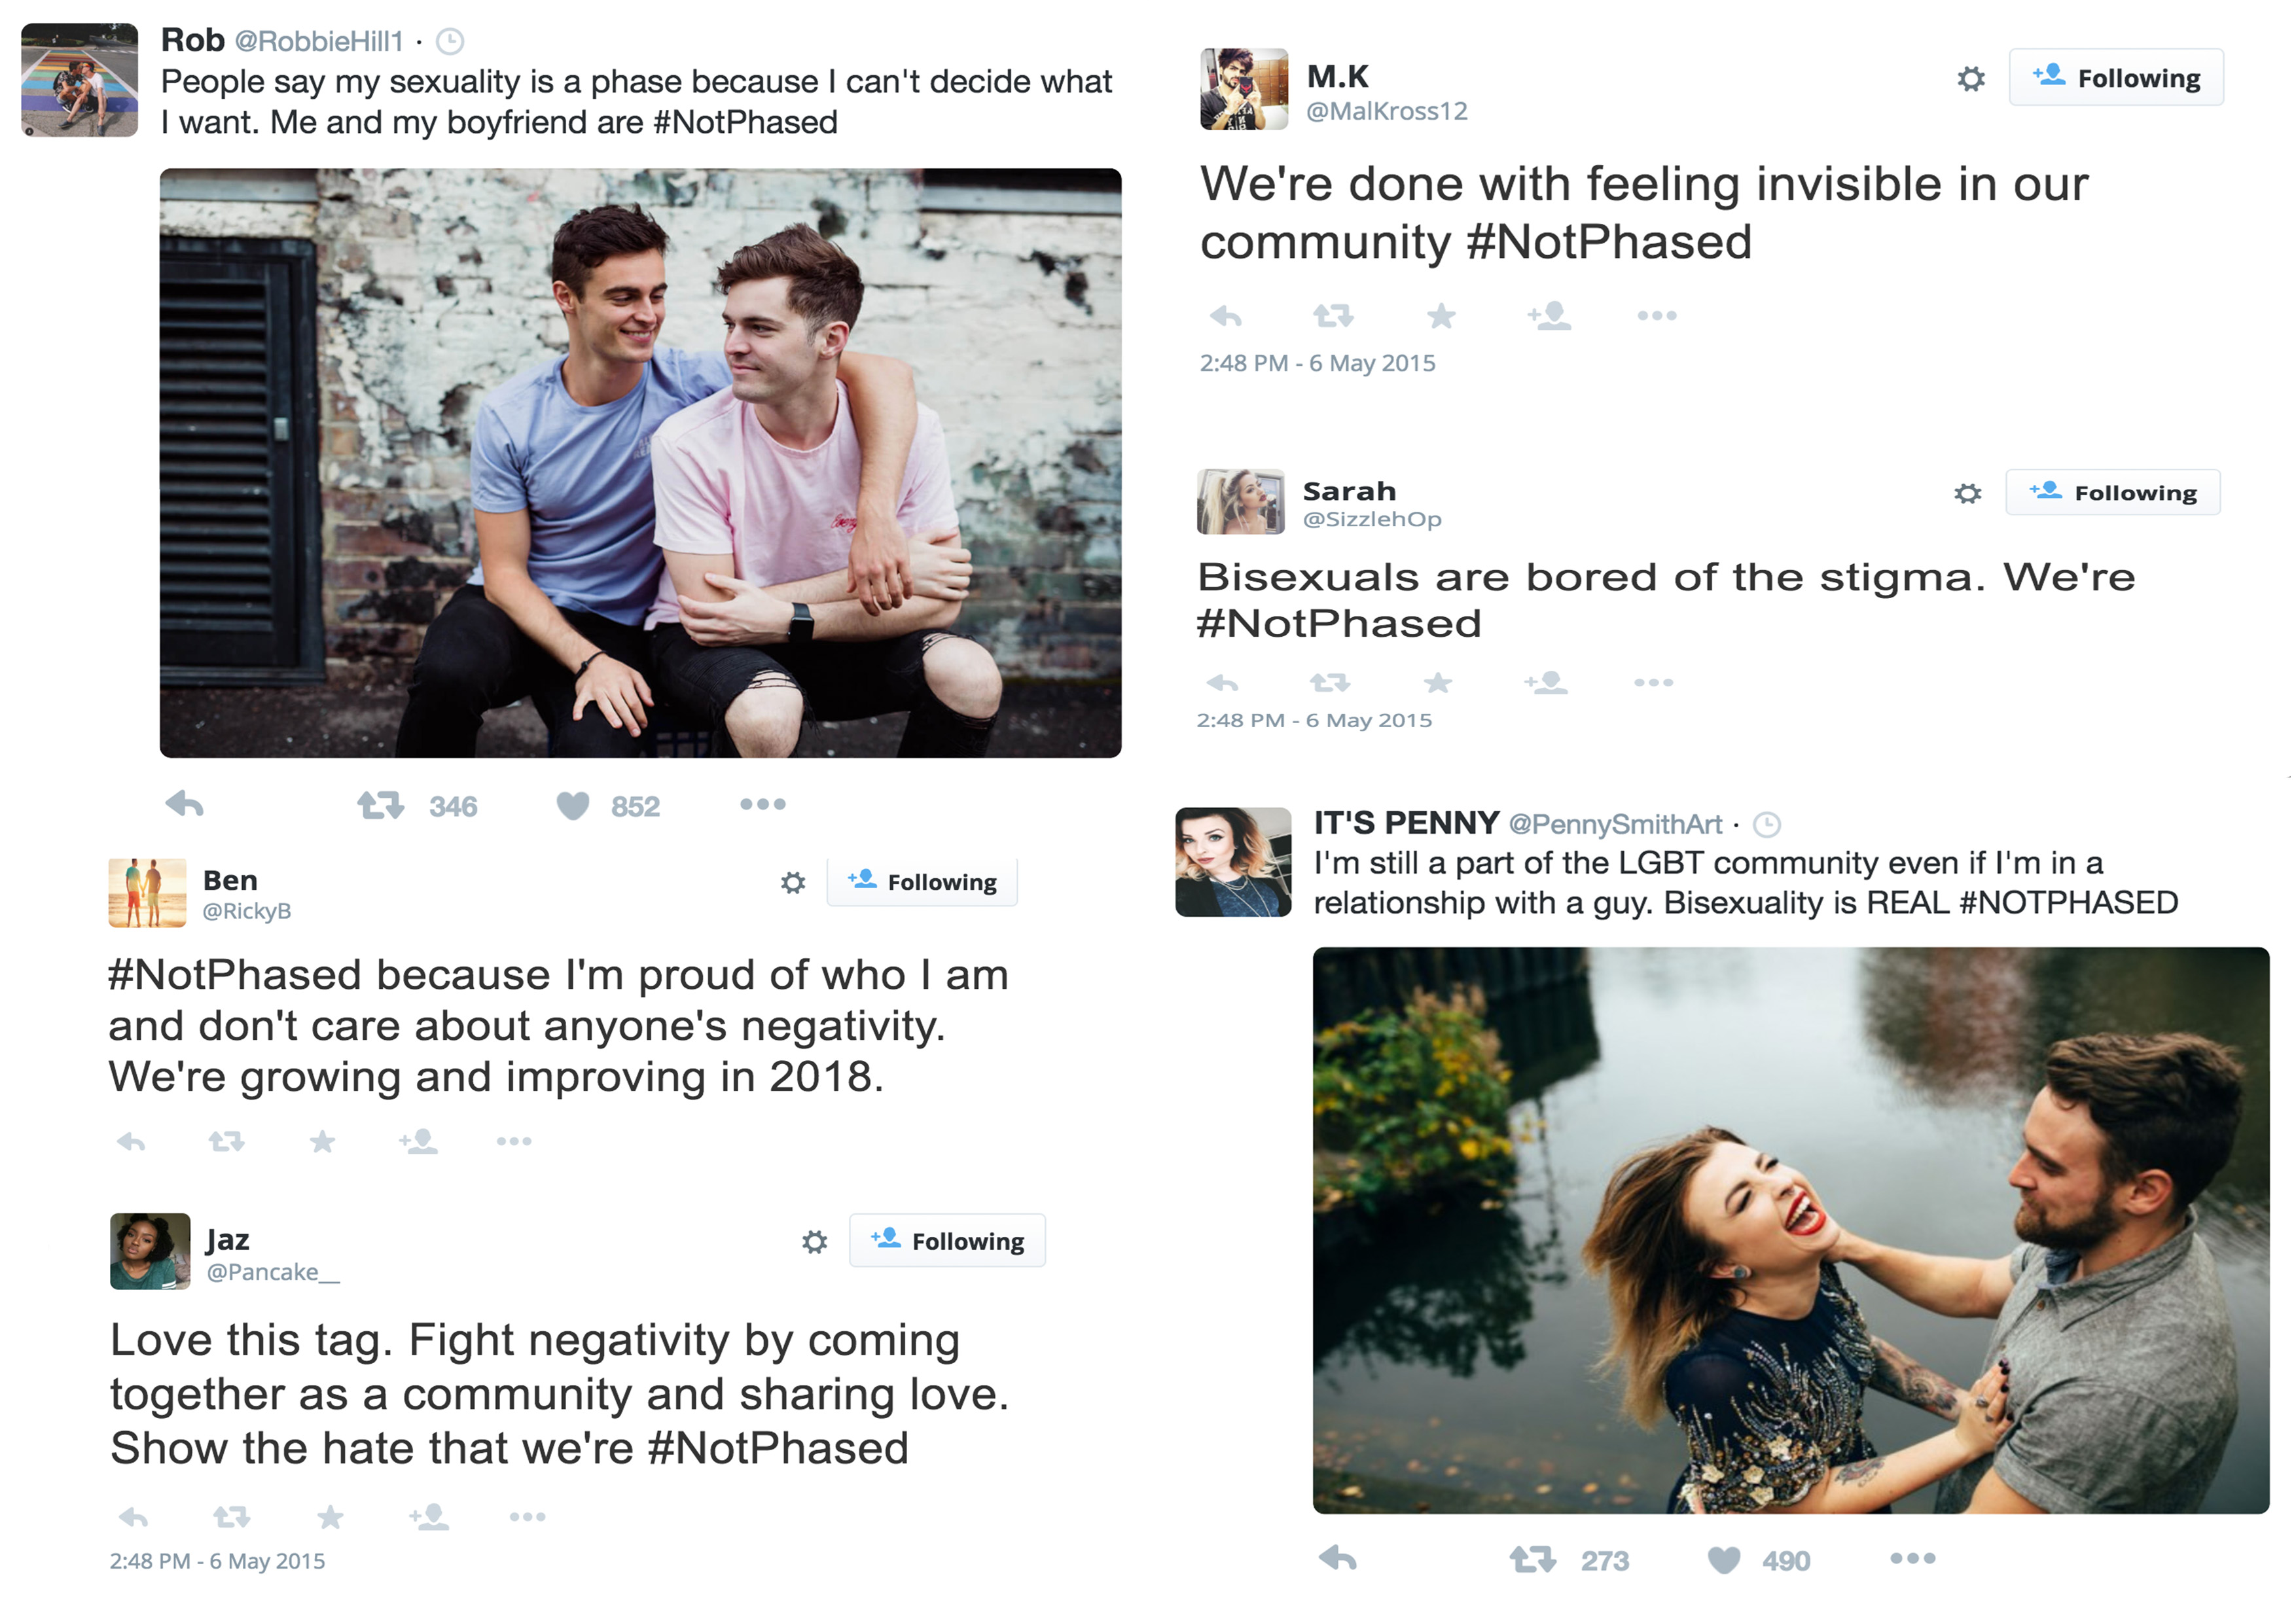 Rob @RobbieHill1 ·
People say my sexuality is a phase because I can't decide what
I want. Me and my boyfriend are #NotPhased
346 852
Ben
@RickyB
Following
#NotPhased because I'm proud of who I am
and don't care about anyone's negativity.
We're growing and improving in 2018.
Jaz
@Pancake__
Following
Love this tag. Fight negativity by coming
together as a community and sharing love.
Show the hate that we're #NotPhased
2:48 PM - 6 May 2015
M.K
@MalKross12
Following
We're done with feeling invisible in our
community #NotPhased
2:48 PM - 6 May 2015
Sarah
@SizzlehOp
Following
Bisexuals are bored of the stigma. We're
#NotPhased
2:48 PM - 6 May 2015
IT'S PENNY @PennySmithArt ·
I'm still a part of the LGBT community even if I'm in a
relationship with a guy. Bisexuality is REAL #NOTPHASED
273 490